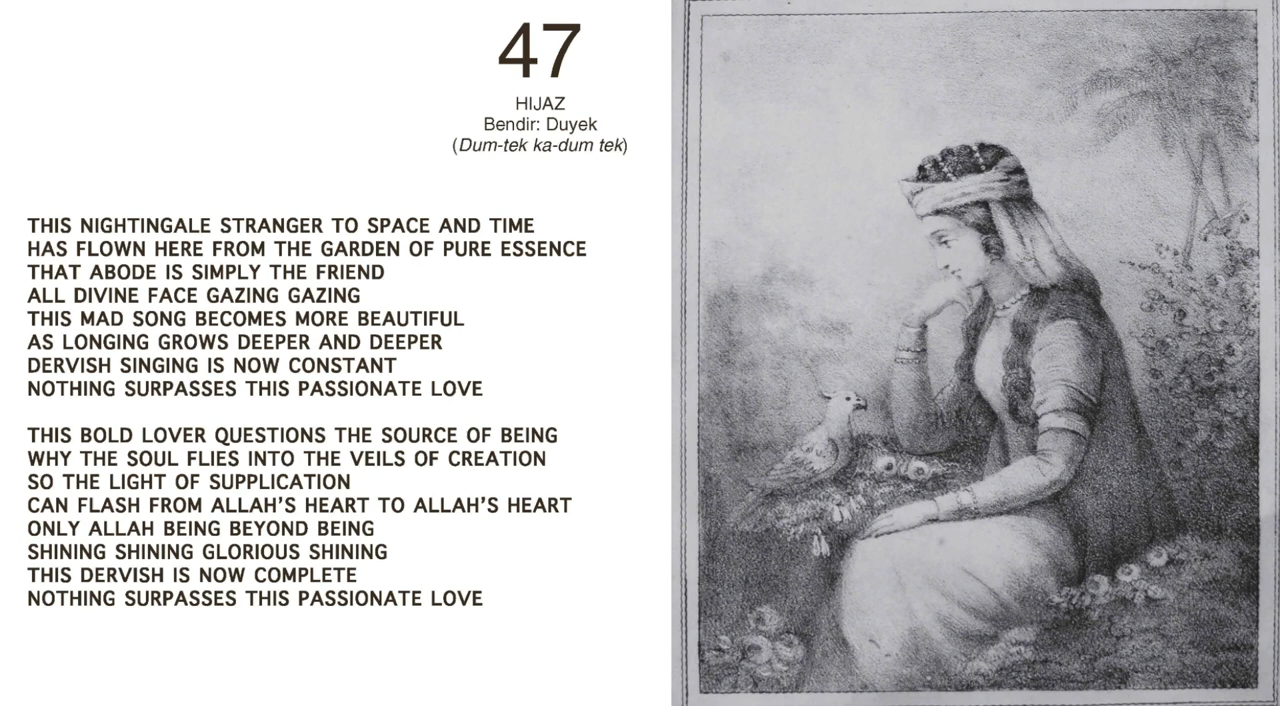 47
HIJAZ
Bendir: Duyek
(Dum-tek ka-dum tek)
THIS NIGHTINGALE STRANGER TO SPACE AND TIME
HAS FLOWN HERE FROM THE GARDEN OF PURE ESSENCE
THAT ABODE IS SIMPLY THE FRIEND
ALL DIVINE FACE GAZING GAZING
THIS MAD SONG BECOMES MORE BEAUTIFUL
AS LONGING GROWS DEEPER AND DEEPER
DERVISH SINGING IS NOW CONSTANT
NOTHING SURPASSES THIS PASSIONATE LOVE
THIS BOLD LOVER QUESTIONS THE SOURCE OF BEING
WHY THE SOUL FLIES INTO THE VEILS OF CREATION
SO THE LIGHT OF SUPPLICATION
CAN FLASH FROM ALLAH'S HEART TO ALLAH'S HEART
ONLY ALLAH BEING BEYOND BEING
SHINING SHINING GLORIOUS SHINING
THIS DERVISH IS NOW COMPLETE
NOTHING SURPASSES THIS PASSIONATE LOVE